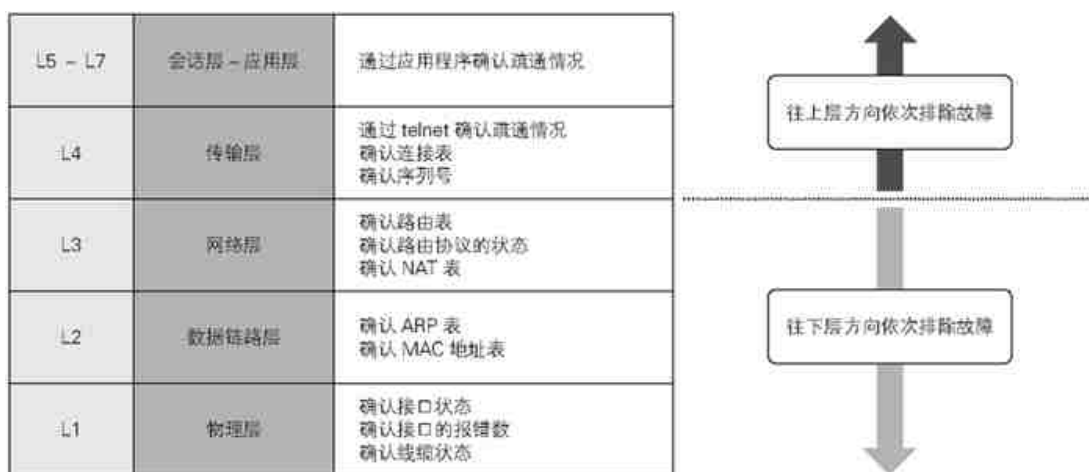 L5 ~ L7
会话层 ~ 应用层
通过应用程序确认疏通情况
L4
传输层
通过 telnet 确认疏通情况
确认连接表
确认序列号
L3
网络层
确认路由表
确认路由协议的状态
确认 NAT 表
L2
数据链路层
确认 ARP 表
确认 MAC 地址表
L1
物理层
确认接口状态
确认接口的报错数
确认线缆状态
往上层方向依次排除故障
往下层方向依次排除故障